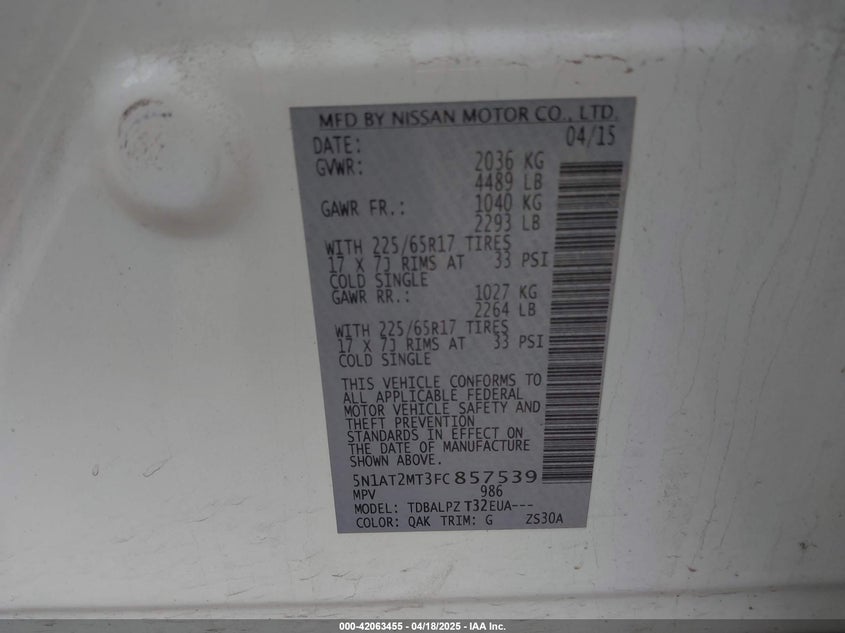 MFD BY NISSAN MOTOR CO., LTD.
DATE: 04/15
GVWR: 2036 KG
4489 LB
GAWR FR.: 1040 KG
2293 LB
WITH 225/65R17 TIRES
17 X 7J RIMS AT 33 PSI
COLD SINGLE
GAWR RR.: 1027 KG
2264 LB
WITH 225/65R17 TIRES
17 X 7J RIMS AT 33 PSI
COLD SINGLE
THIS VEHICLE CONFORMS TO
ALL APPLICABLE FEDERAL
MOTOR VEHICLE SAFETY AND
THEFT PREVENTION
STANDARDS IN EFFECT ON
THE DATE OF MANUFACTURE
SHOWN ABOVE.
5N1AT2MT3FC857539
MPV 986
MODEL: TDBALPZ T32EUA---
COLOR: QAK TRIM: G ZS30A
000-42063455 - 04/18/2025 - IAA Inc.